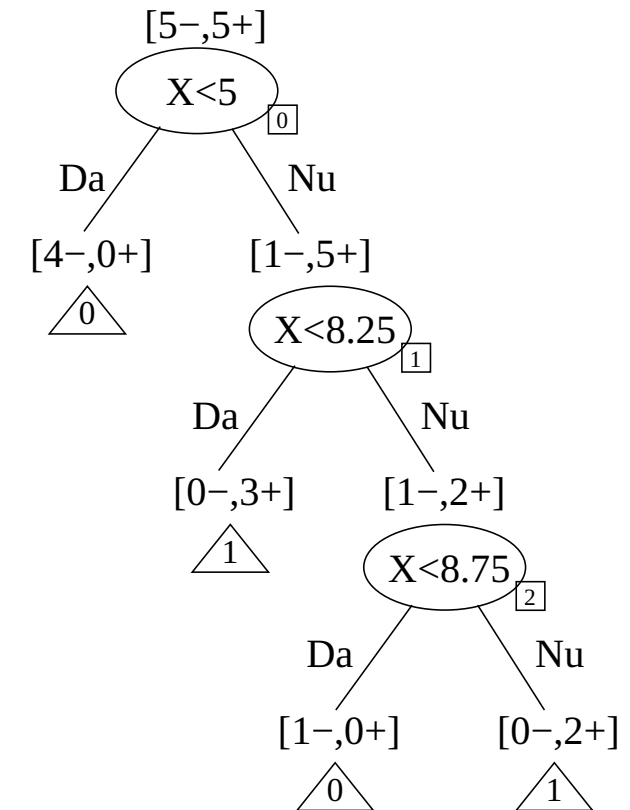 [5−,5+]
X<5
0
Da
Nu
[4−,0+]
[1−,5+]
0
X<8.25
1
Da
Nu
[0−,3+]
[1−,2+]
1
X<8.75
2
Da
Nu
[1−,0+]
[0−,2+]
0
1